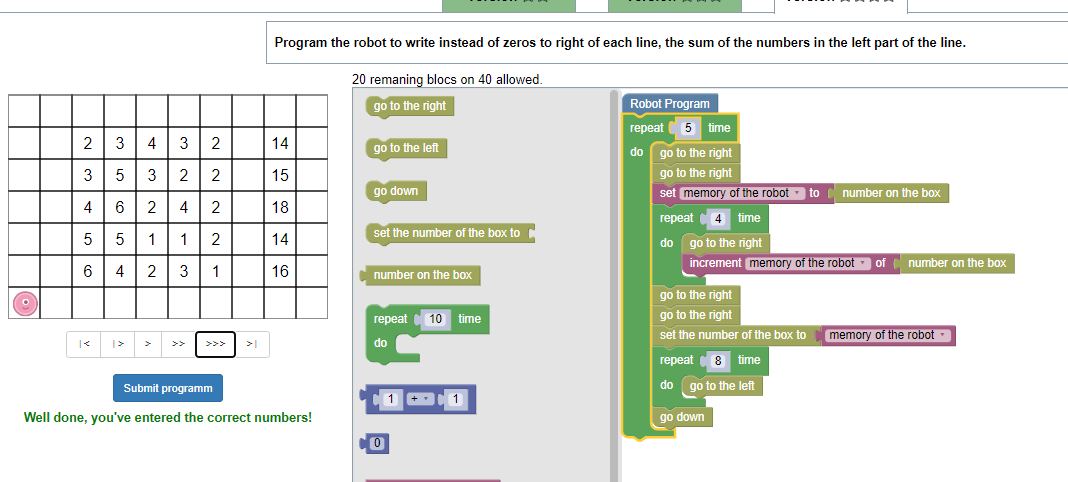 Version ☆☆ Version ☆☆☆ Version ☆☆☆☆
Program the robot to write instead of zeros to right of each line, the sum of the numbers in the left part of the line.
20 remaning blocs on 40 allowed.
2 3 4 3 2 14
3 5 3 2 2 15
4 6 2 4 2 18
5 5 1 1 2 14
6 4 2 3 1 16
|< |> > >> >>> >|
Submit programm
Well done, you've entered the correct numbers!
go to the right
go to the left
go down
set the number of the box to
number on the box
repeat 10 time
do
1 + 1
0
Robot Program
repeat 5 time
do go to the right
go to the right
set memory of the robot to number on the box
repeat 4 time
do go to the right
increment memory of the robot of number on the box
go to the right
go to the right
set the number of the box to memory of the robot
repeat 8 time
do go to the left
go down